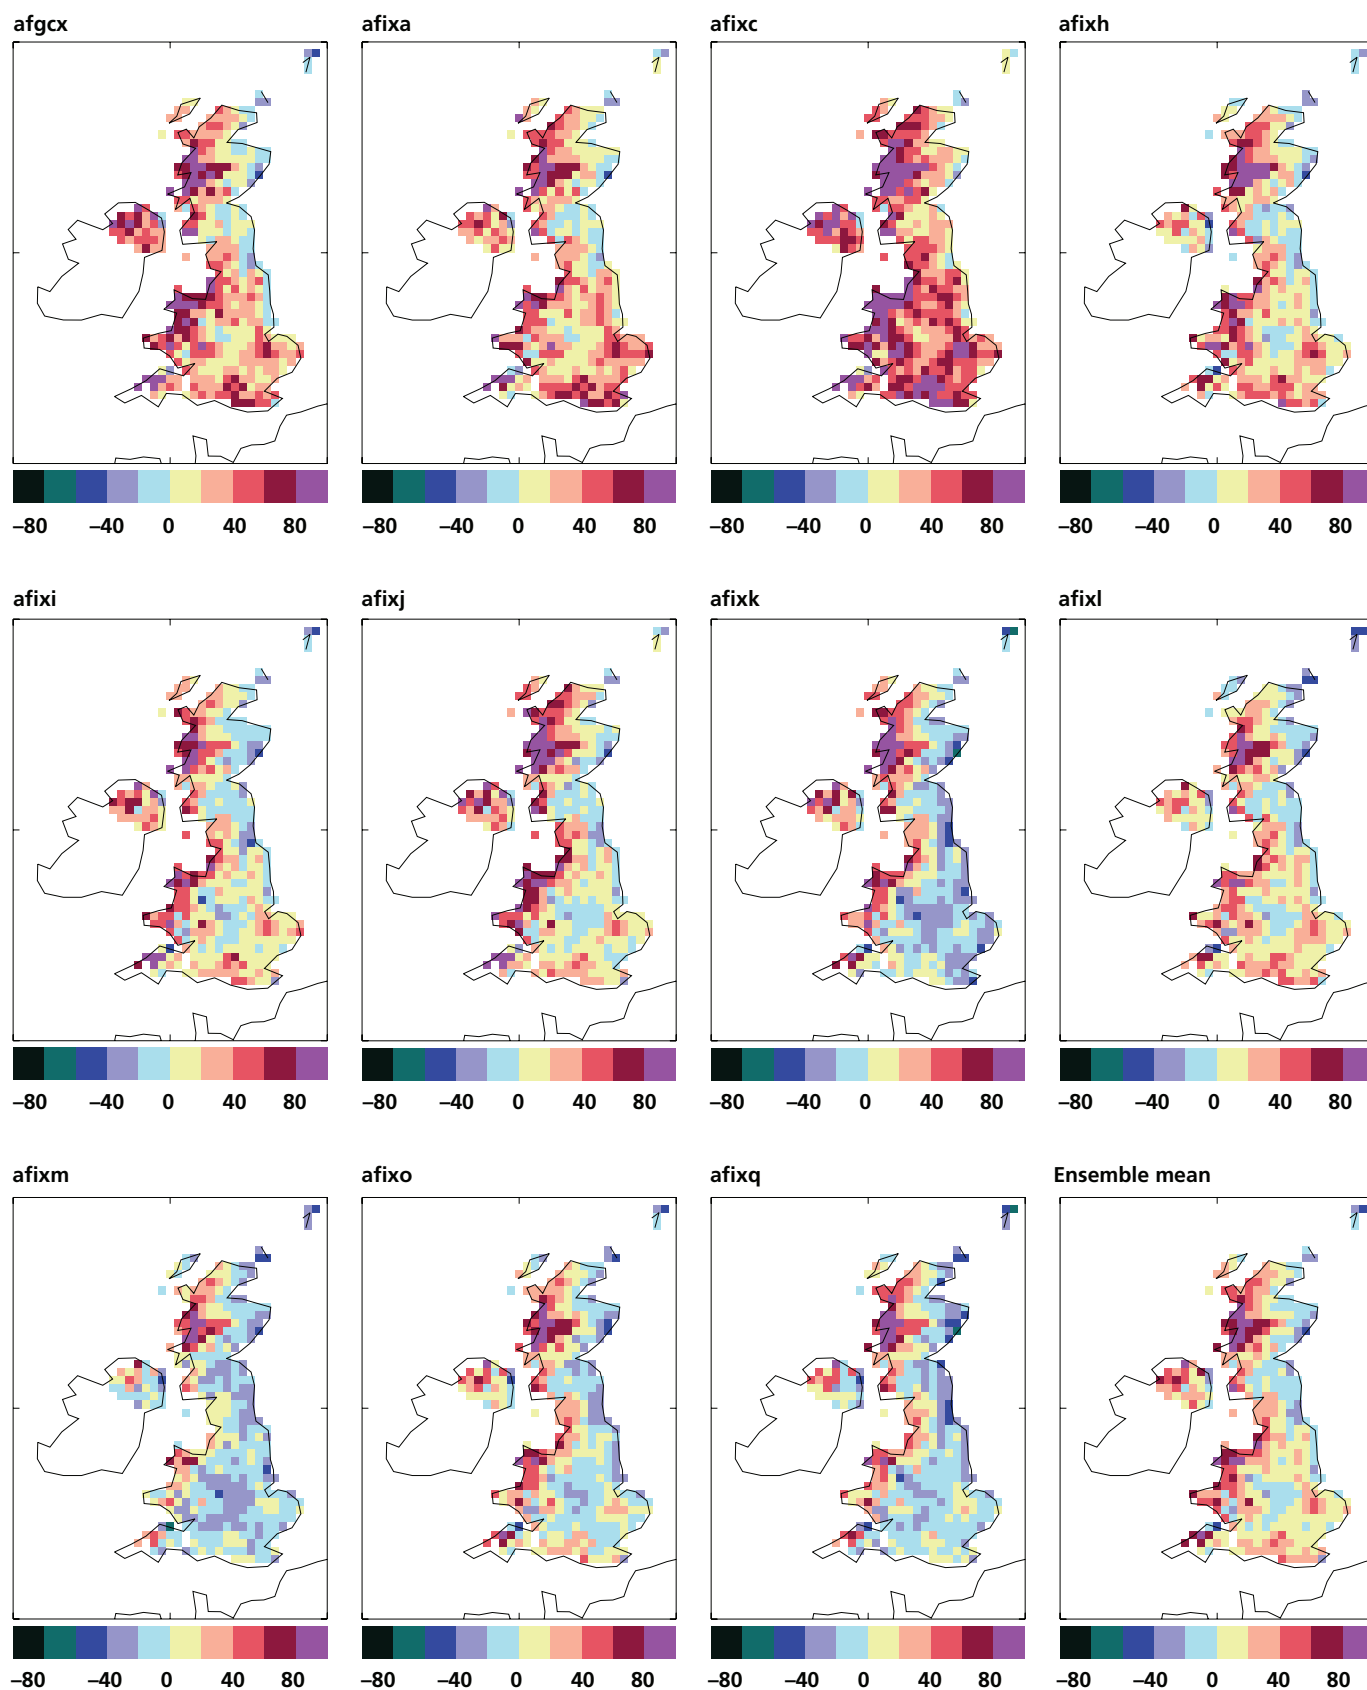 afgcx afixa afixc afixh
−80 −40 0 40 80 −80 −40 0 40 80 −80 −40 0 40 80 −80 −40 0 40 80
afixi afixj afixk afixl
−80 −40 0 40 80 −80 −40 0 40 80 −80 −40 0 40 80 −80 −40 0 40 80
afixm afixo afixq Ensemble mean
−80 −40 0 40 80 −80 −40 0 40 80 −80 −40 0 40 80 −80 −40 0 40 80